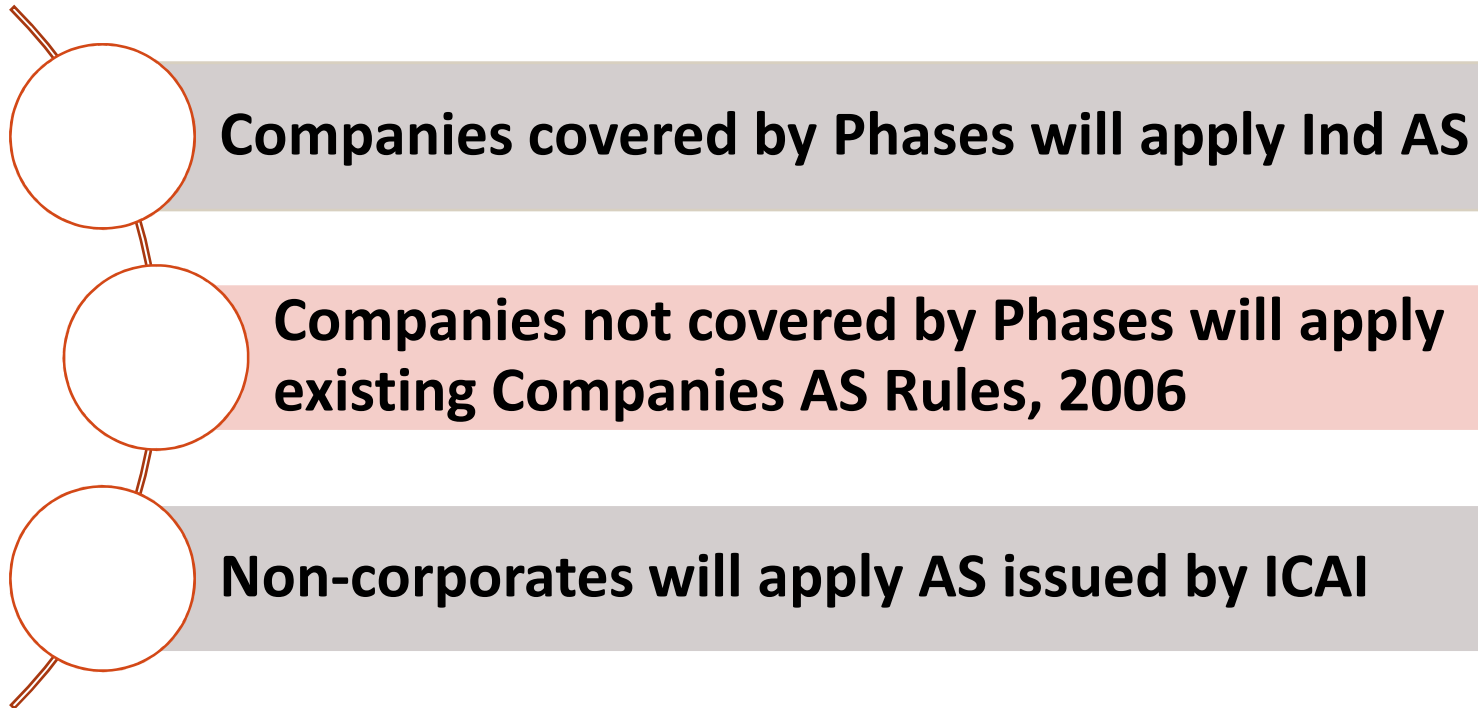 Companies covered by Phases will apply Ind AS
Companies not covered by Phases will apply
existing Companies AS Rules, 2006
Non-corporates will apply AS issued by ICAI